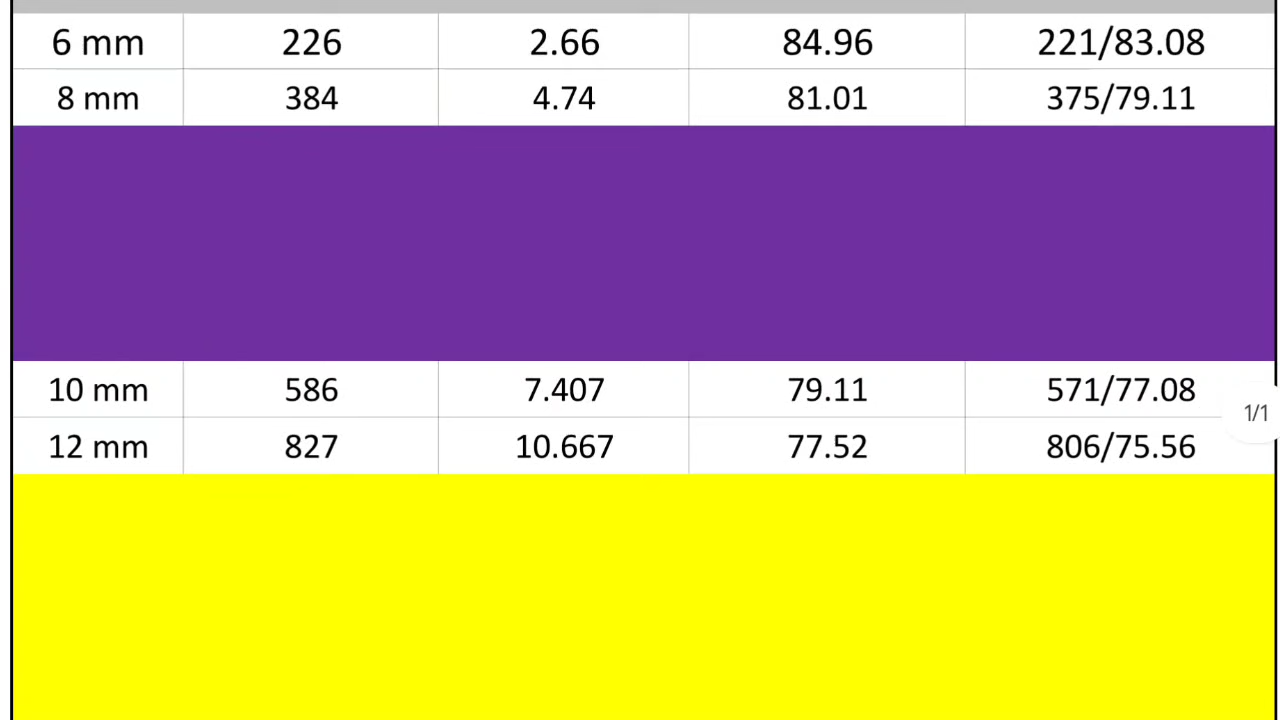 6 mm 226 2.66 84.96 221/83.08
8 mm 384 4.74 81.01 375/79.11
10 mm 586 7.407 79.11 571/77.08
1/1
12 mm 827 10.667 77.52 806/75.56